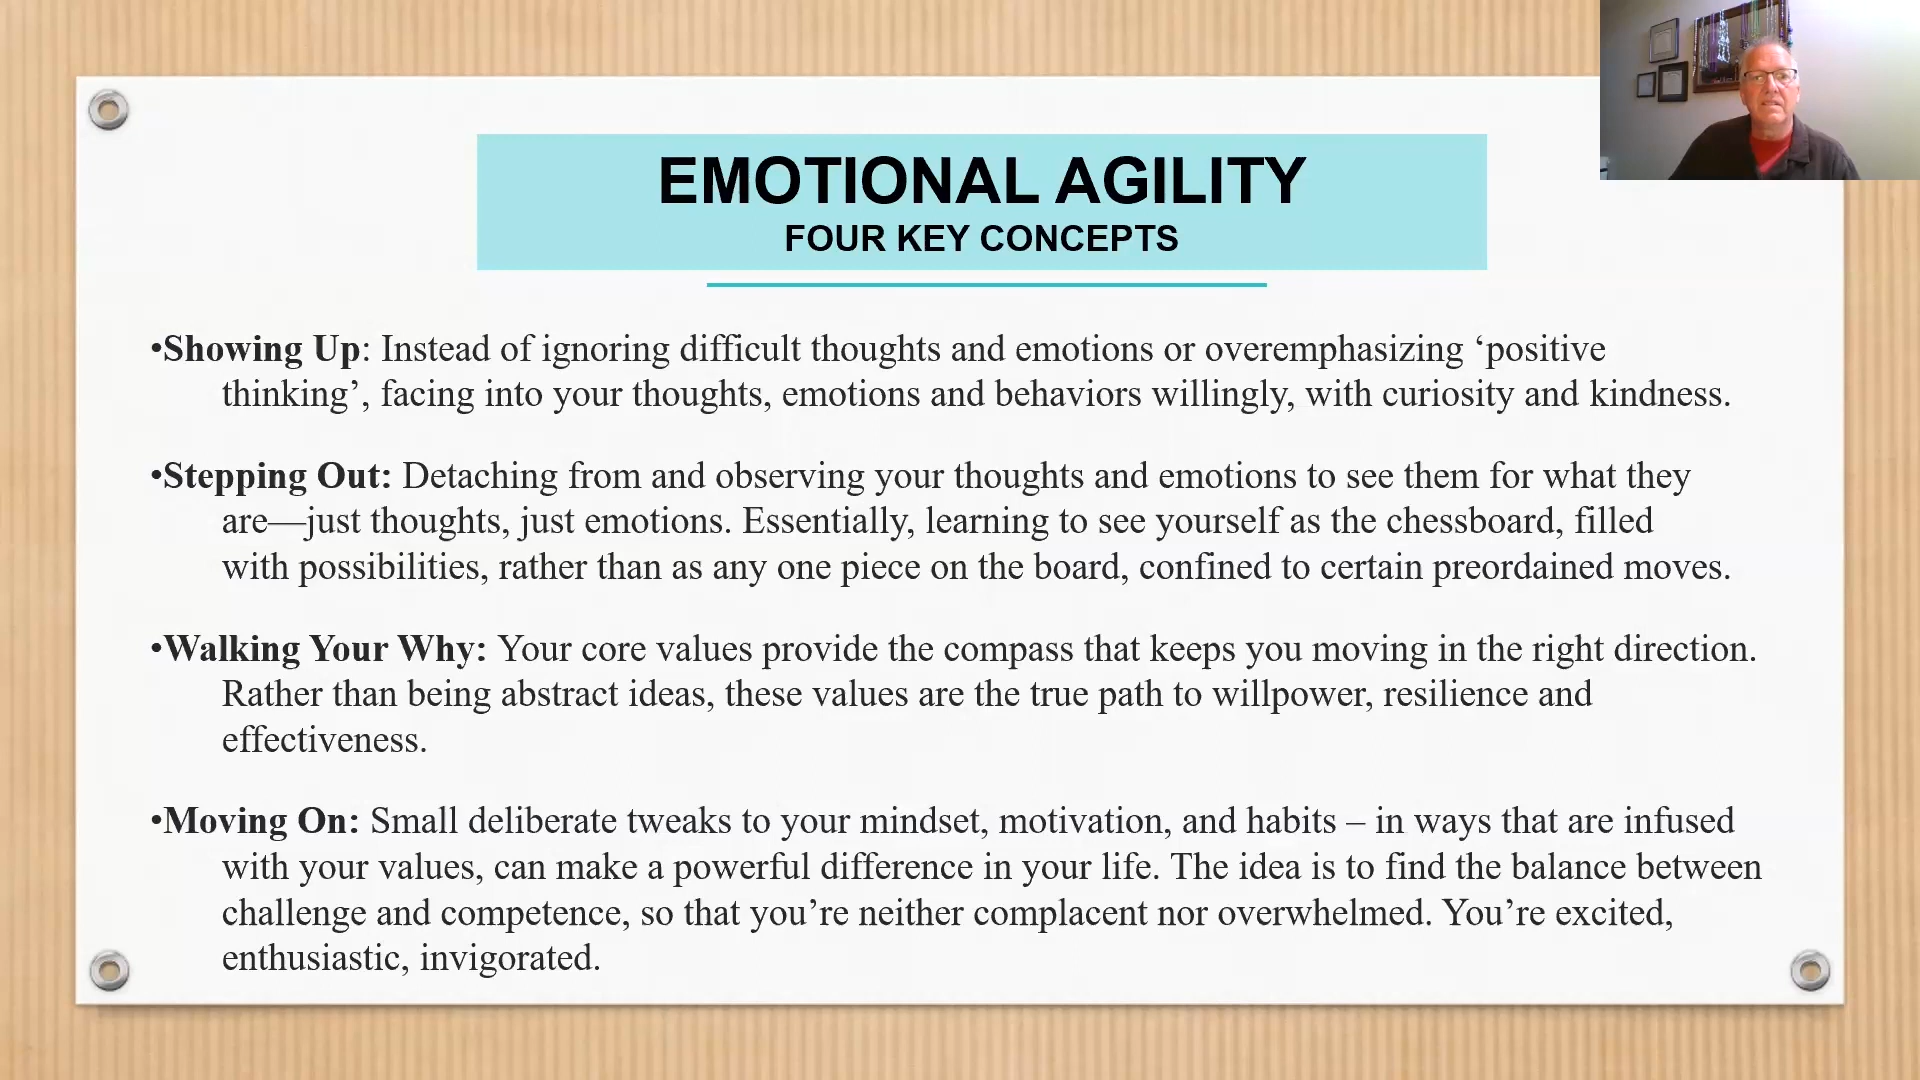 EMOTIONAL AGILITY
FOUR KEY CONCEPTS
•Showing Up: Instead of ignoring difficult thoughts and emotions or overemphasizing ‘positive
thinking’, facing into your thoughts, emotions and behaviors willingly, with curiosity and kindness.
•Stepping Out: Detaching from and observing your thoughts and emotions to see them for what they
are—just thoughts, just emotions. Essentially, learning to see yourself as the chessboard, filled
with possibilities, rather than as any one piece on the board, confined to certain preordained moves.
•Walking Your Why: Your core values provide the compass that keeps you moving in the right direction.
Rather than being abstract ideas, these values are the true path to willpower, resilience and
effectiveness.
•Moving On: Small deliberate tweaks to your mindset, motivation, and habits – in ways that are infused
with your values, can make a powerful difference in your life. The idea is to find the balance between
challenge and competence, so that you’re neither complacent nor overwhelmed. You’re excited,
enthusiastic, invigorated.